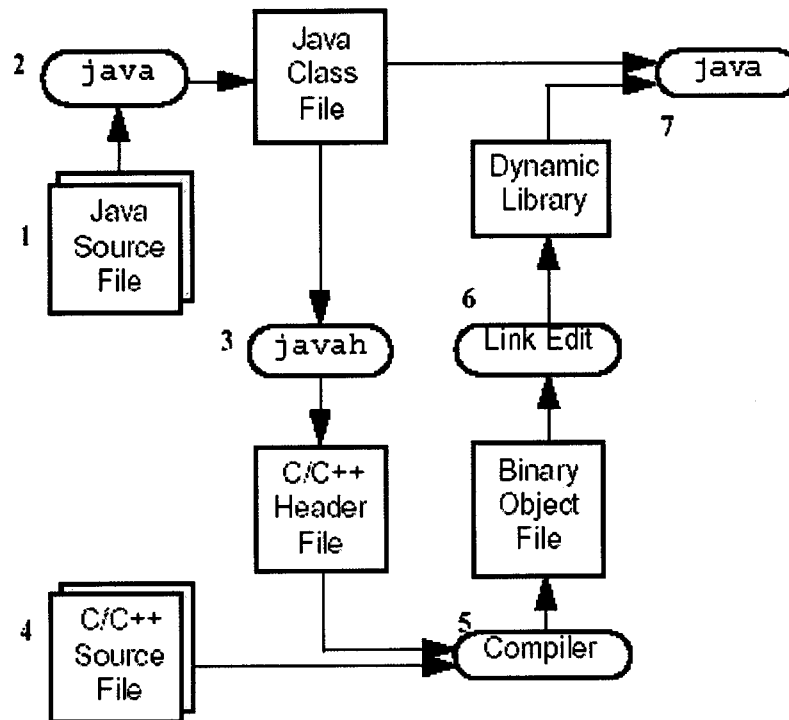 2
java
Java
Class
File
java
7
1
Java
Source
File
Dynamic
Library
3
javah
6
Link Edit
C/C++
Header
File
Binary
Object
File
4
C/C++
Source
File
5
Compiler